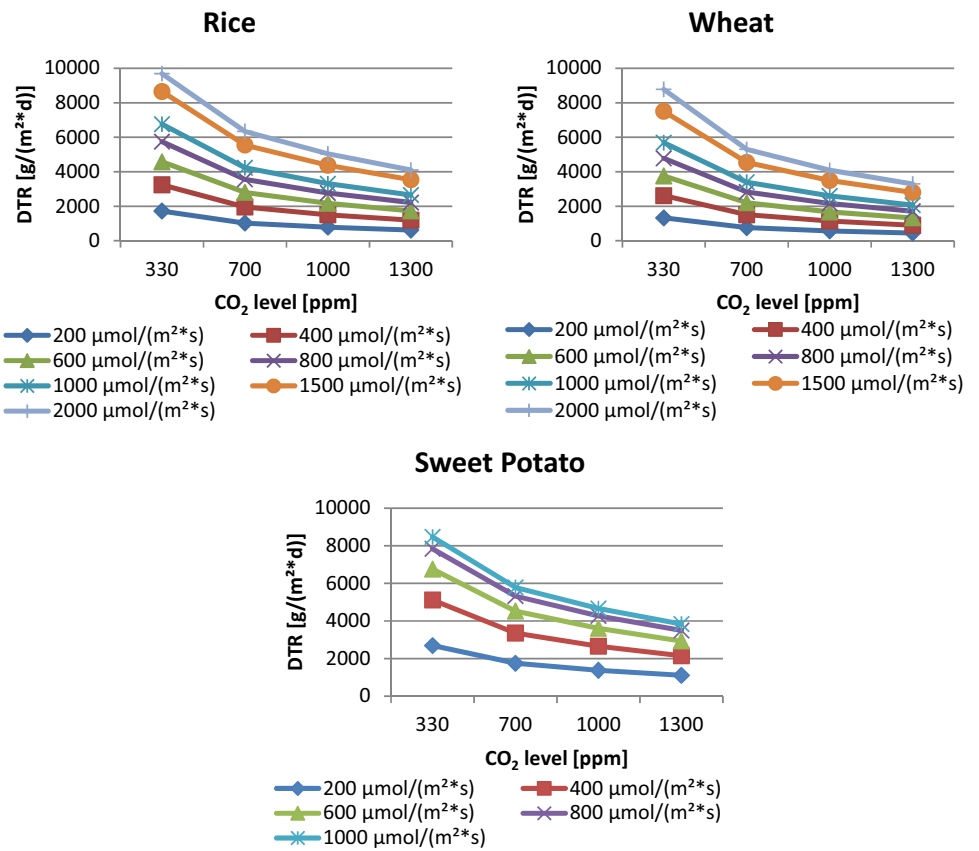 Rice
DTR [g/(m²*d)]
10000
8000
6000
4000
2000
0
330 700 1000 1300
CO₂ level [ppm]
200 µmol/(m²*s) 400 µmol/(m²*s)
600 µmol/(m²*s) 800 µmol/(m²*s)
1000 µmol/(m²*s) 1500 µmol/(m²*s)
2000 µmol/(m²*s)
Wheat
DTR [g/(m²*d)]
10000
8000
6000
4000
2000
0
330 700 1000 1300
CO₂ level [ppm]
200 µmol/(m²*s) 400 µmol/(m²*s)
600 µmol/(m²*s) 800 µmol/(m²*s)
1000 µmol/(m²*s) 1500 µmol/(m²*s)
2000 µmol/(m²*s)
Sweet Potato
DTR [g/(m²*d)]
10000
8000
6000
4000
2000
0
330 700 1000 1300
CO₂ level [ppm]
200 µmol/(m²*s) 400 µmol/(m²*s)
600 µmol/(m²*s) 800 µmol/(m²*s)
1000 µmol/(m²*s)